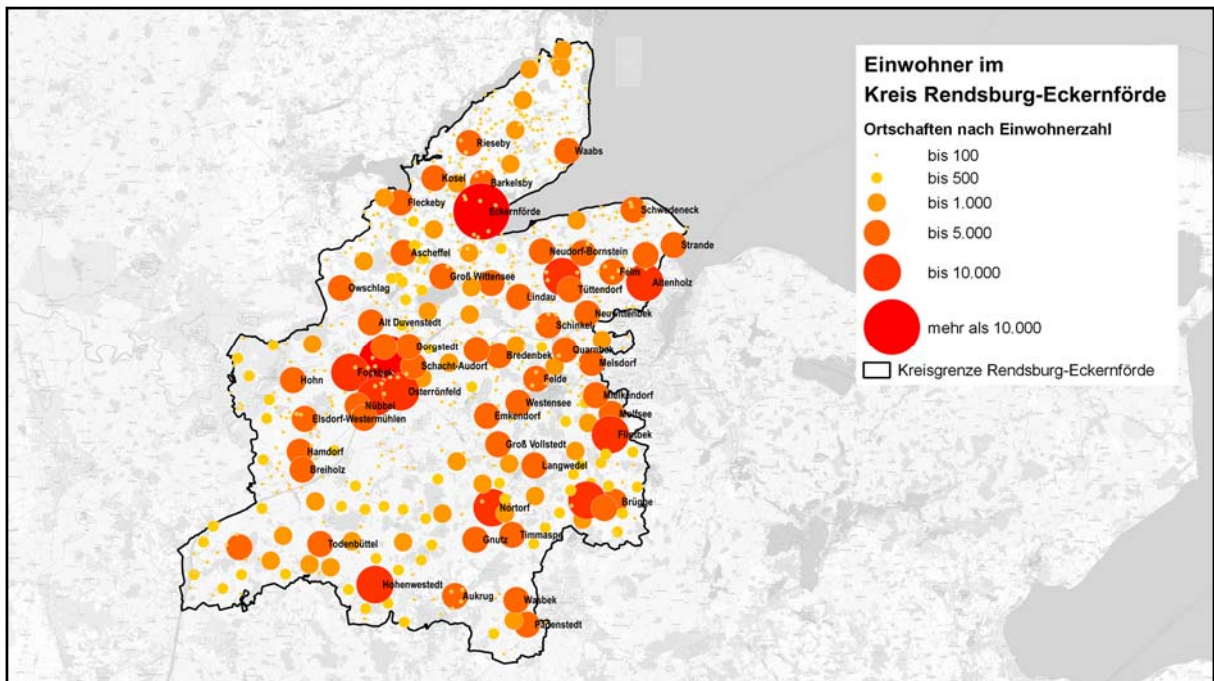 Einwohner im
Kreis Rendsburg-Eckernförde
Ortschaften nach Einwohnerzahl
bis 100
bis 500
bis 1.000
bis 5.000
bis 10.000
mehr als 10.000
Kreisgrenze Rendsburg-Eckernförde
Rieseby
Waabs
Kosel
Barkelsby
Fleckeby
Eckernförde
Schwedeneck
Strande
Ascheffel
Neudorf-Bornstein
Felm
Groß Wittensee
Altenholz
Owschlag
Tüttendorf
Lindau
Alt Duvenstedt
Schinkel
Borgstedt
Bredenbek
Quarnbek
Melsdorf
Schacht-Audorf
Fockbek
Hohn
Felde
Osterrönfeld
Mielkendorf
Nübbel
Westensee
Molfsee
Elsdorf-Westermühlen
Emkendorf
Flintbek
Groß Vollstedt
Hamdorf
Langwedel
Breiholz
Brügge
Nortorf
Timmaspe
Gnutz
Todenbüttel
Hohenwestedt
Aukrug
Wasbek
Padenstedt